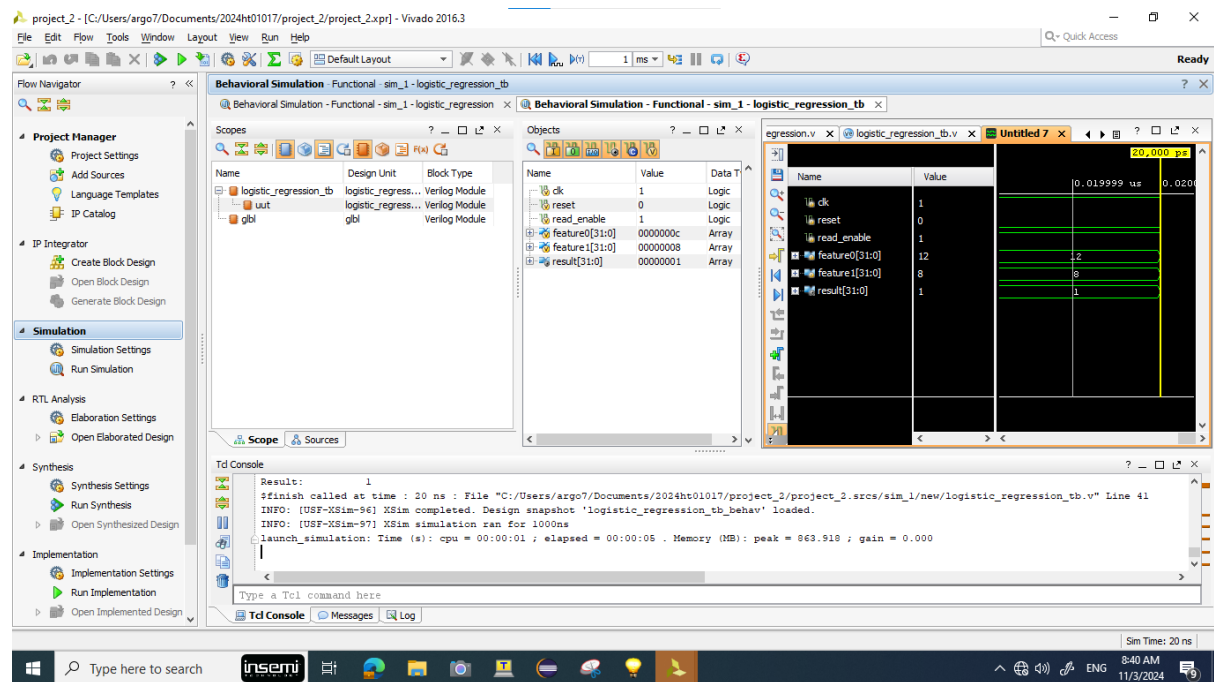 project_2 - [C:/Users/argo7/Documents/2024ht01017/project_2/project_2.xpr] - Vivado 2016.3
File Edit Flow Tools Window Layout View Run Help
Quick Access
Default Layout 1 ms Ready
Flow Navigator ? «
Project Manager
Project Settings
Add Sources
Language Templates
IP Catalog
IP Integrator
Create Block Design
Open Block Design
Generate Block Design
Simulation
Simulation Settings
Run Simulation
RTL Analysis
Elaboration Settings
Open Elaborated Design
Synthesis
Synthesis Settings
Run Synthesis
Open Synthesized Design
Implementation
Implementation Settings
Run Implementation
Open Implemented Design
Behavioral Simulation - Functional - sim_1 - logistic_regression_tb
Behavioral Simulation - Functional - sim_1 - logistic_regression Behavioral Simulation - Functional - sim_1 - logistic_regression_tb
Scopes
Name Design Unit Block Type
logistic_regression_tb logistic_regress... Verilog Module
uut logistic_regress... Verilog Module
glbl glbl Verilog Module
Scope Sources
Objects
Name Value Data T
clk 1 Logic
reset 0 Logic
read_enable 1 Logic
feature0[31:0] 0000000c Array
feature1[31:0] 00000008 Array
result[31:0] 00000001 Array
egression.v logistic_regression_tb.v Untitled 7
20,000 ps
Name Value 0.019999 us 0.020
clk 1
reset 0
read_enable 1
feature0[31:0] 12 12
feature1[31:0] 8 8
result[31:0] 1 1
Tcl Console
Result: 1
$finish called at time : 20 ns : File "C:/Users/argo7/Documents/2024ht01017/project_2/project_2.srcs/sim_1/new/logistic_regression_tb.v" Line 41
INFO: [USF-XSim-96] XSim completed. Design snapshot 'logistic_regression_tb_behav' loaded.
INFO: [USF-XSim-97] XSim simulation ran for 1000ns
launch_simulation: Time (s): cpu = 00:00:01 ; elapsed = 00:00:05 . Memory (MB): peak = 863.918 ; gain = 0.000
Type a Tcl command here
Tcl Console Messages Log
Sim Time: 20 ns
Type here to search
insemi
ENG
8:40 AM
11/3/2024
9